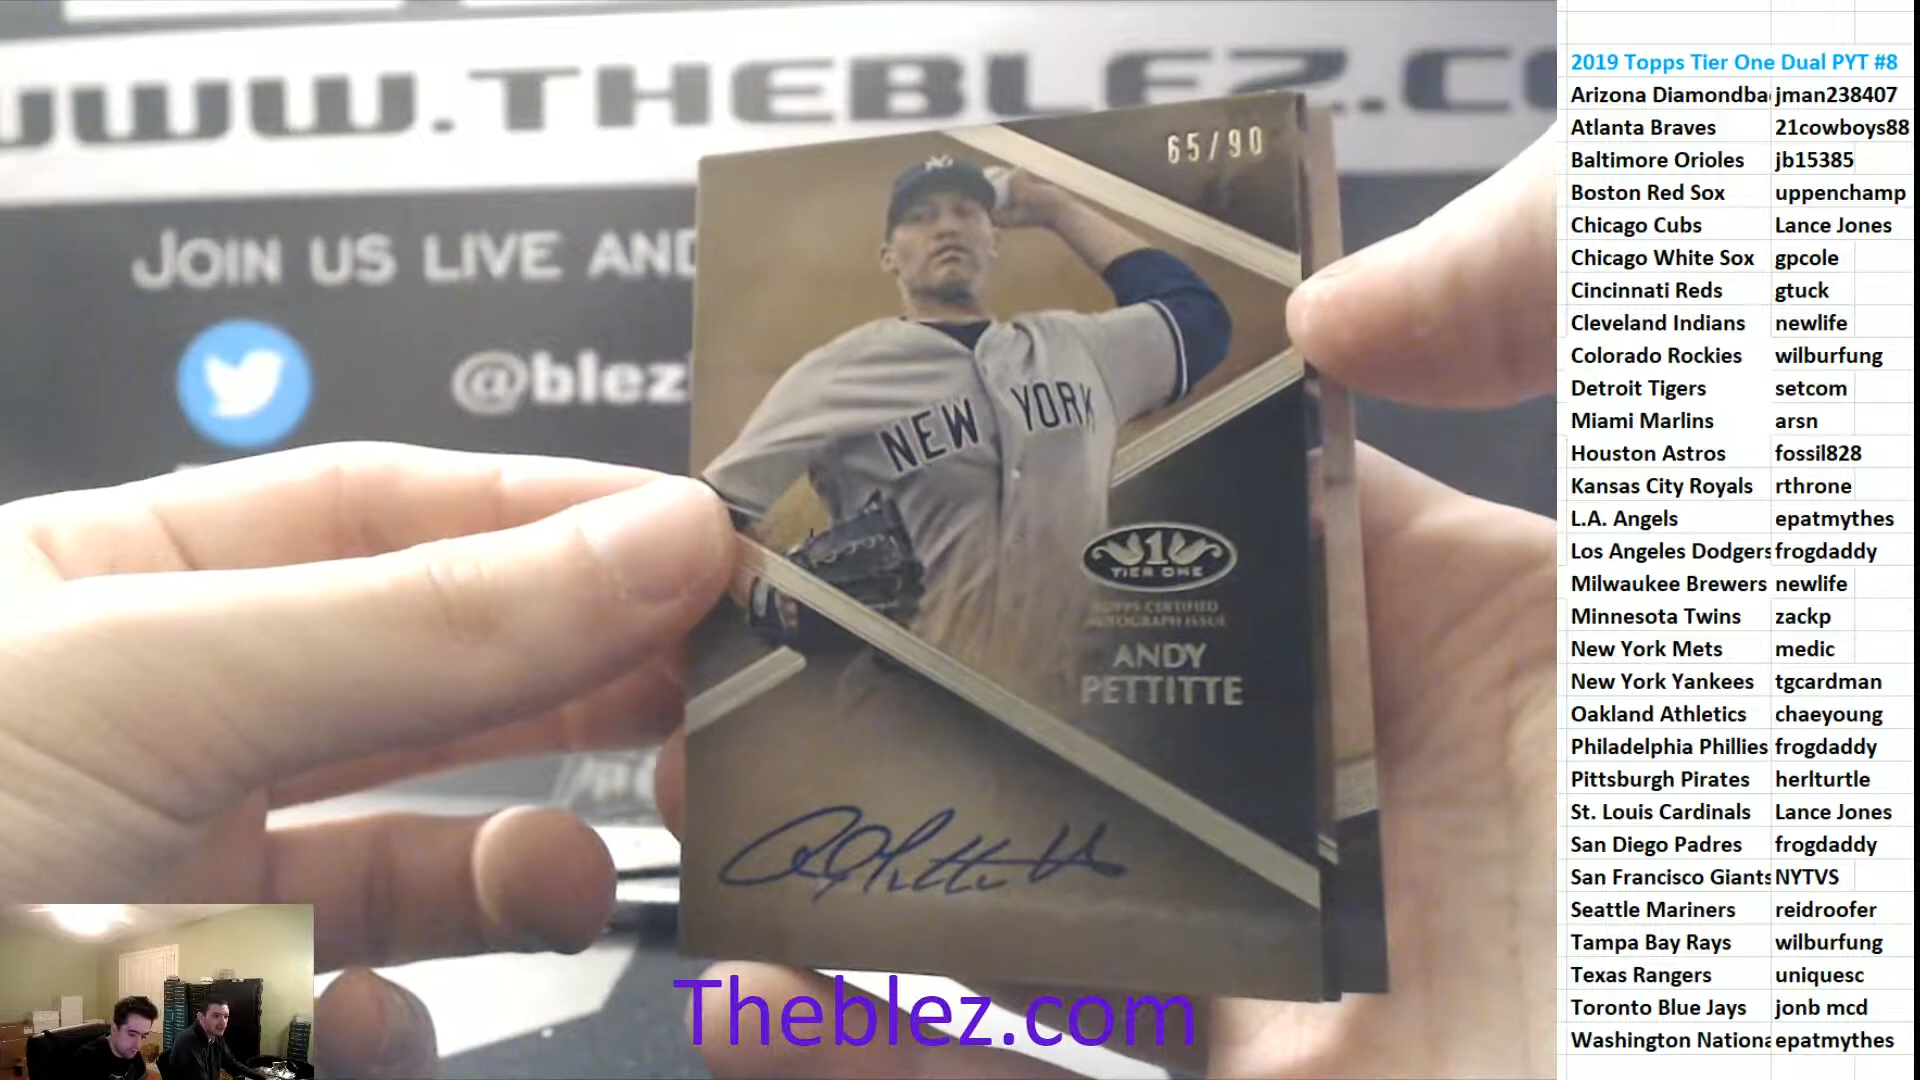 WWW.THEBLEZ.CO
JOIN US LIVE AND
@blez
65/90
NY
NEW YORK
1
TIER ONE
TOPPS CERTIFIED
AUTOGRAPH ISSUE
ANDY
PETTITTE
Theblez.com
2019 Topps Tier One Dual PYT #8
Arizona Diamondba jman238407
Atlanta Braves 21cowboys88
Baltimore Orioles jb15385
Boston Red Sox uppenchamp
Chicago Cubs Lance Jones
Chicago White Sox gpcole
Cincinnati Reds gtuck
Cleveland Indians newlife
Colorado Rockies wilburfung
Detroit Tigers setcom
Miami Marlins arsn
Houston Astros fossil828
Kansas City Royals rthrone
L.A. Angels epatmythes
Los Angeles Dodgers frogdaddy
Milwaukee Brewers newlife
Minnesota Twins zackp
New York Mets medic
New York Yankees tgcardman
Oakland Athletics chaeyoung
Philadelphia Phillies frogdaddy
Pittsburgh Pirates herlturtle
St. Louis Cardinals Lance Jones
San Diego Padres frogdaddy
San Francisco Giants NYTVS
Seattle Mariners reidroofer
Tampa Bay Rays wilburfung
Texas Rangers uniquesc
Toronto Blue Jays jonb mcd
Washington Nationa epatmythes